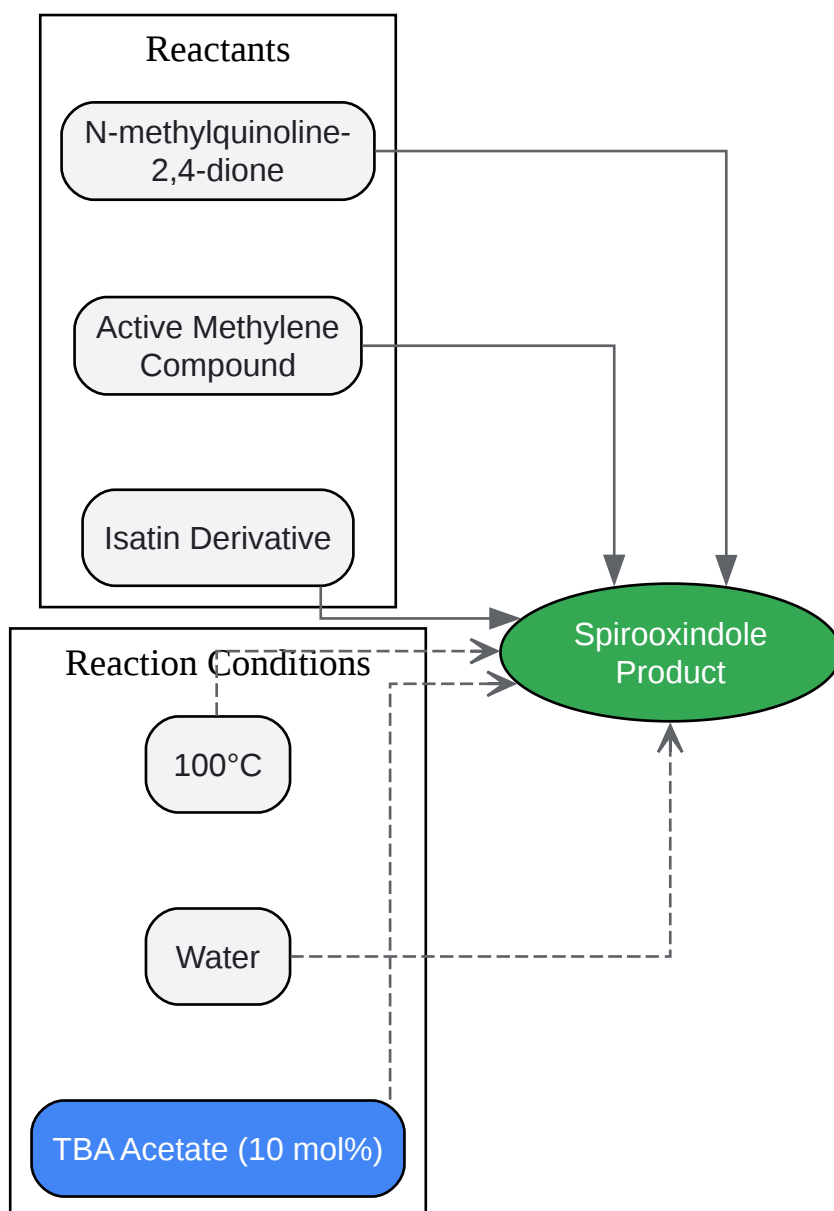 Reactants
N-methylquinoline-
2,4-dione
Active Methylene
Compound
Isatin Derivative
Spirooxindole
Product
Reaction Conditions
100°C
Water
TBA Acetate (10 mol%)